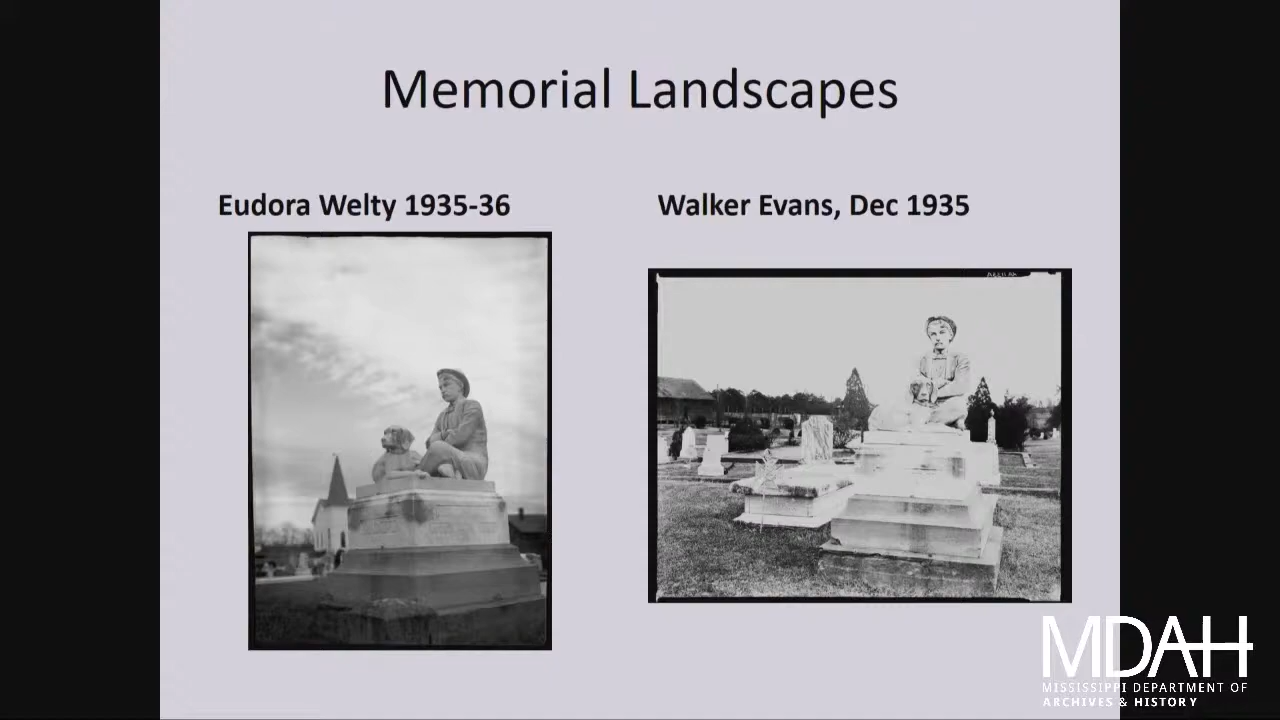 Memorial Landscapes
Eudora Welty 1935-36
Walker Evans, Dec 1935
MDAH
MISSISSIPPI DEPARTMENT OF
ARCHIVES & HISTORY